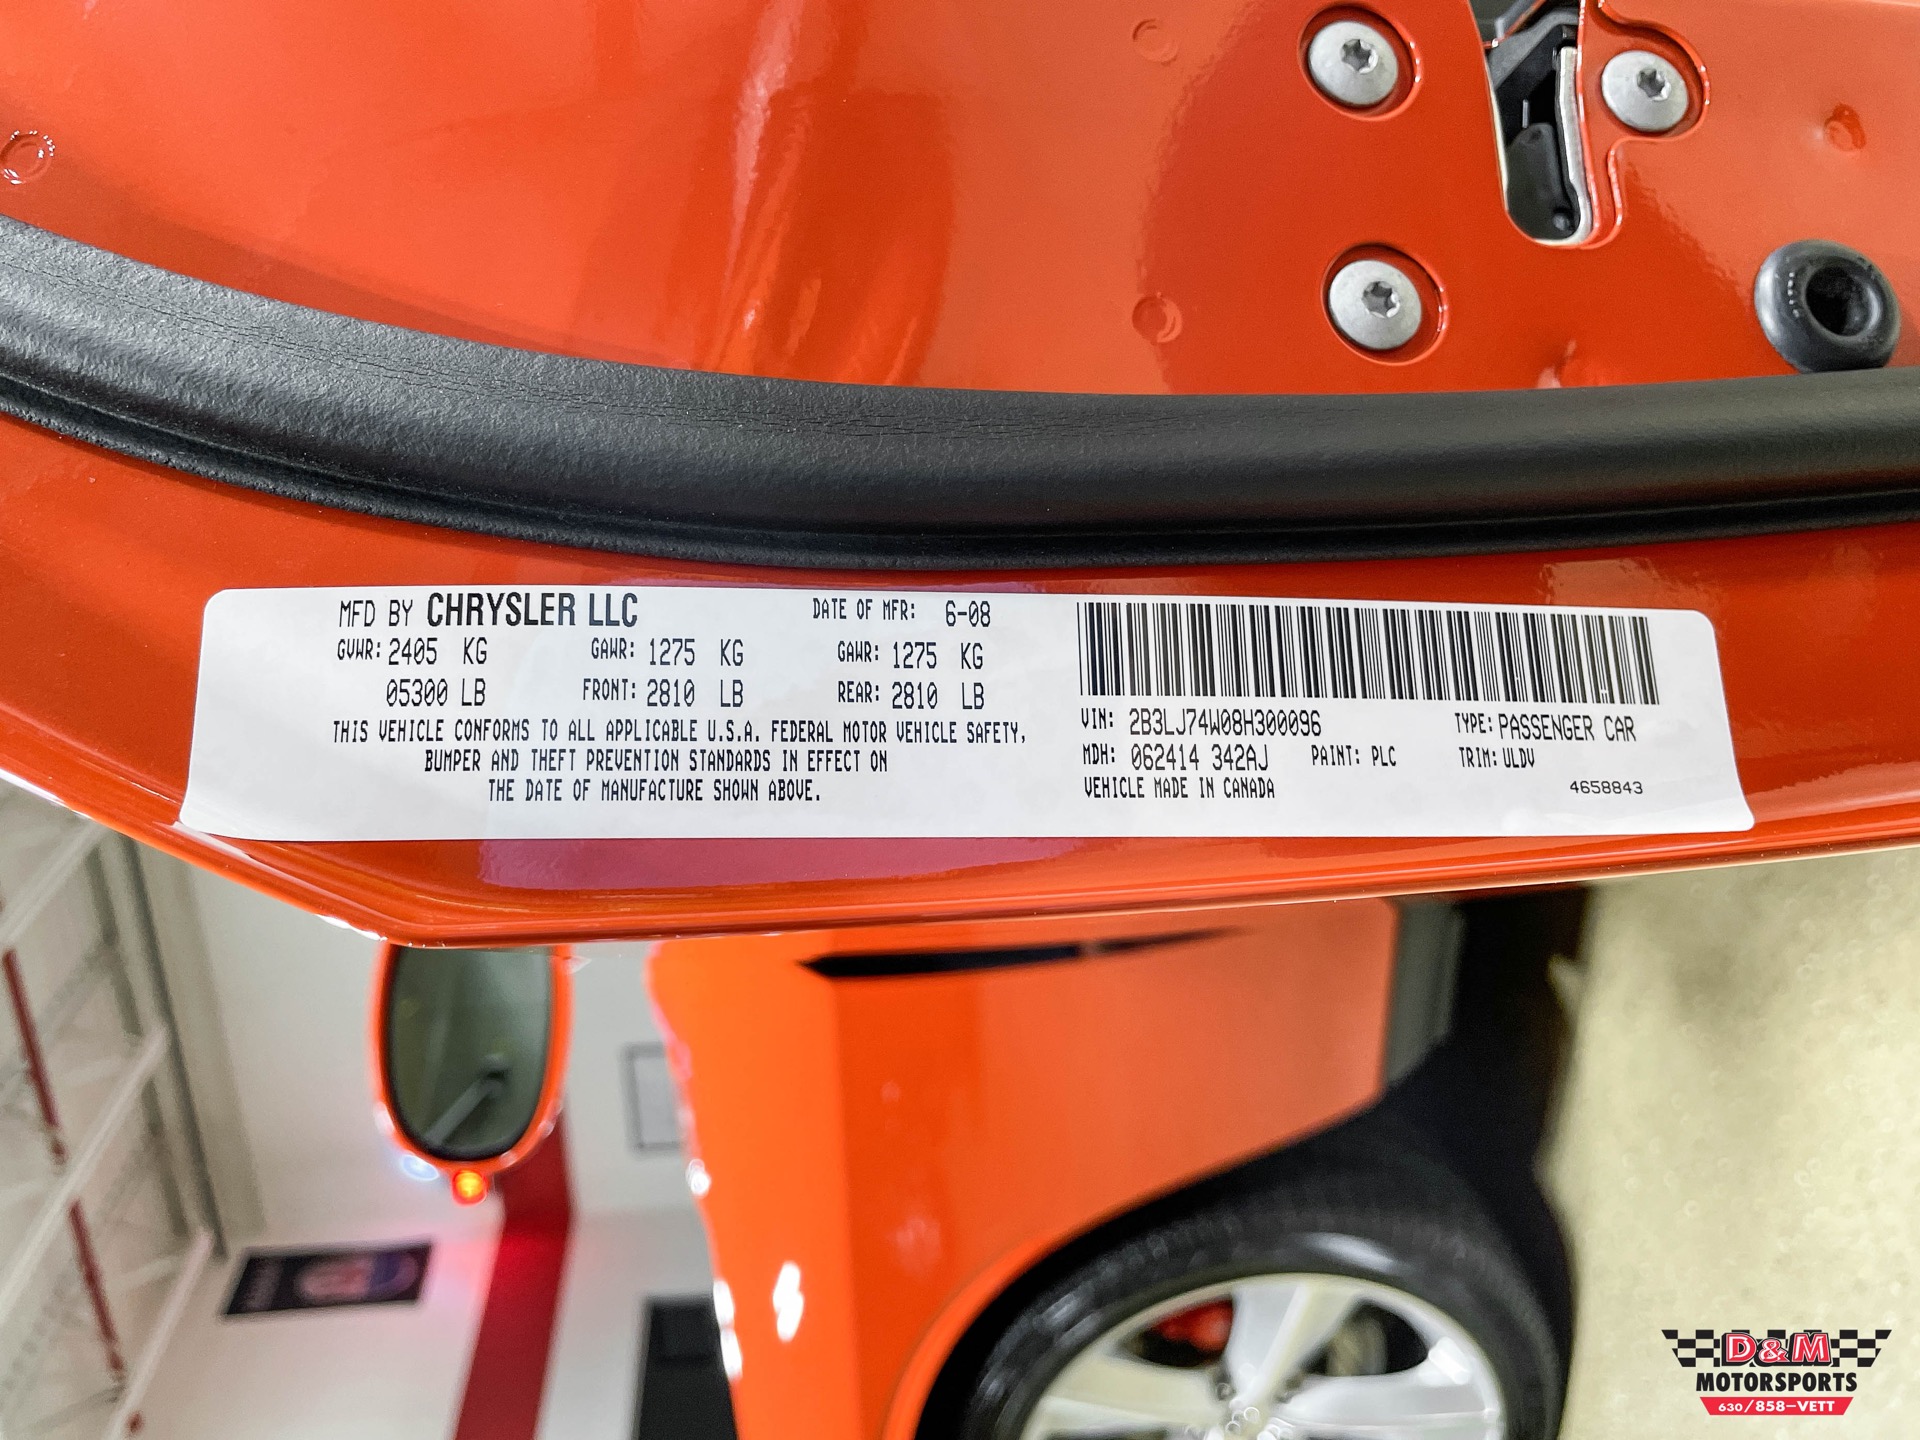 MFD BY CHRYSLER LLC DATE OF MFR: 6-08
GVWR: 2405 KG GAWR: 1275 KG GAWR: 1275 KG
05300 LB FRONT: 2810 LB REAR: 2810 LB
THIS VEHICLE CONFORMS TO ALL APPLICABLE U.S.A. FEDERAL MOTOR VEHICLE SAFETY,
BUMPER AND THEFT PREVENTION STANDARDS IN EFFECT ON
THE DATE OF MANUFACTURE SHOWN ABOVE.
VIN: 2B3LJ74W08H300096 TYPE: PASSENGER CAR
MDH: 062414 342AJ PAINT: PLC TRIM: ULDV
VEHICLE MADE IN CANADA 4658843
D&M
MOTORSPORTS
630/858-VETT